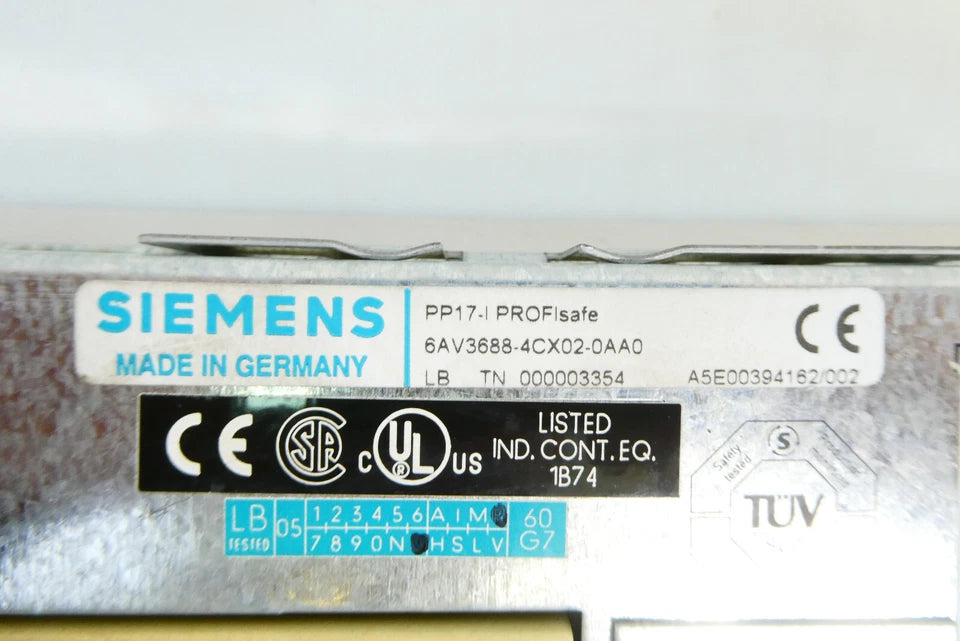 SIEMENS
MADE IN GERMANY
PP17-I PROFIsafe
6AV3688-4CX02-0AA0
LB TN 000003354 A5E00394162/002
CE
CE
SA
c UL us
®
LISTED
IND. CONT. EQ.
1B74
LB
TESTED
05
1 2 3 4 5 6 A I M
7 8 9 0 N H S L V
60
G7
Safety
tested
S
TÜV